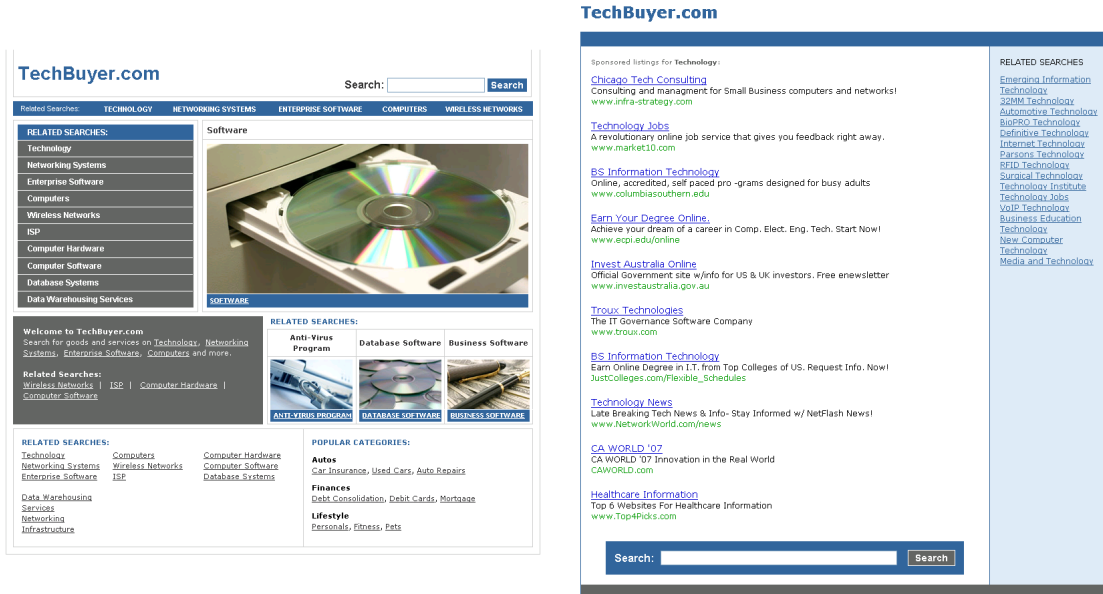 TechBuyer.com
Search:
Search
Related Searches: TECHNOLOGY NETWORKING SYSTEMS ENTERPRISE SOFTWARE COMPUTERS WIRELESS NETWORKS
RELATED SEARCHES:
Technology
Networking Systems
Enterprise Software
Computers
Wireless Networks
ISP
Computer Hardware
Computer Software
Database Systems
Data Warehousing Services
Software
SOFTWARE
Welcome to TechBuyer.com
Search for goods and services on Technology, Networking
Systems, Enterprise Software, Computers and more.
Related Searches:
Wireless Networks | ISP | Computer Hardware |
Computer Software
RELATED SEARCHES:
Anti-Virus
Program
Database Software
Business Software
ANTI-VIRUS PROGRAM
DATABASE SOFTWARE
BUSINESS SOFTWARE
RELATED SEARCHES:
Technology Computers Computer Hardware
Networking Systems Wireless Networks Computer Software
Enterprise Software ISP Database Systems
Data Warehousing
Services
Networking
Infrastructure
POPULAR CATEGORIES:
Autos
Car Insurance, Used Cars, Auto Repairs
Finances
Debt Consolidation, Debit Cards, Mortgage
Lifestyle
Personals, Fitness, Pets
TechBuyer.com
Sponsored listings for Technology:
Chicago Tech Consulting
Consulting and managment for Small Business computers and networks!
www.infra-strategy.com
Technology Jobs
A revolutionary online job service that gives you feedback right away.
www.market10.com
BS Information Technology
Online, accredited, self paced pro -grams designed for busy adults
www.columbiasouthern.edu
Earn Your Degree Online.
Achieve your dream of a career in Comp. Elect. Eng. Tech. Start Now!
www.ecpi.edu/online
Invest Australia Online
Official Government site w/info for US & UK investors. Free enewsletter
www.investaustralia.gov.au
Troux Technologies
The IT Governance Software Company
www.troux.com
BS Information Technology
Earn Online Degree in I.T. from Top Colleges of US. Request Info. Now!
JustColleges.com/Flexible_Schedules
Technology News
Late Breaking Tech News & Info- Stay Informed w/ NetFlash News!
www.NetworkWorld.com/news
CA WORLD '07
CA WORLD '07 Innovation in the Real World
CAWORLD.com
Healthcare Information
Top 6 Websites For Healthcare Information
www.Top4Picks.com
Search:
Search
RELATED SEARCHES
Emerging Information
Technology
32MM Technology
Automotive Technology
BioPRO Technology
Definitive Technology
Internet Technology
Parsons Technology
RFID Technology
Surgical Technology
Technology Institute
Technology Jobs
VoIP Technology
Business Education
Technology
New Computer
Technology
Media and Technology